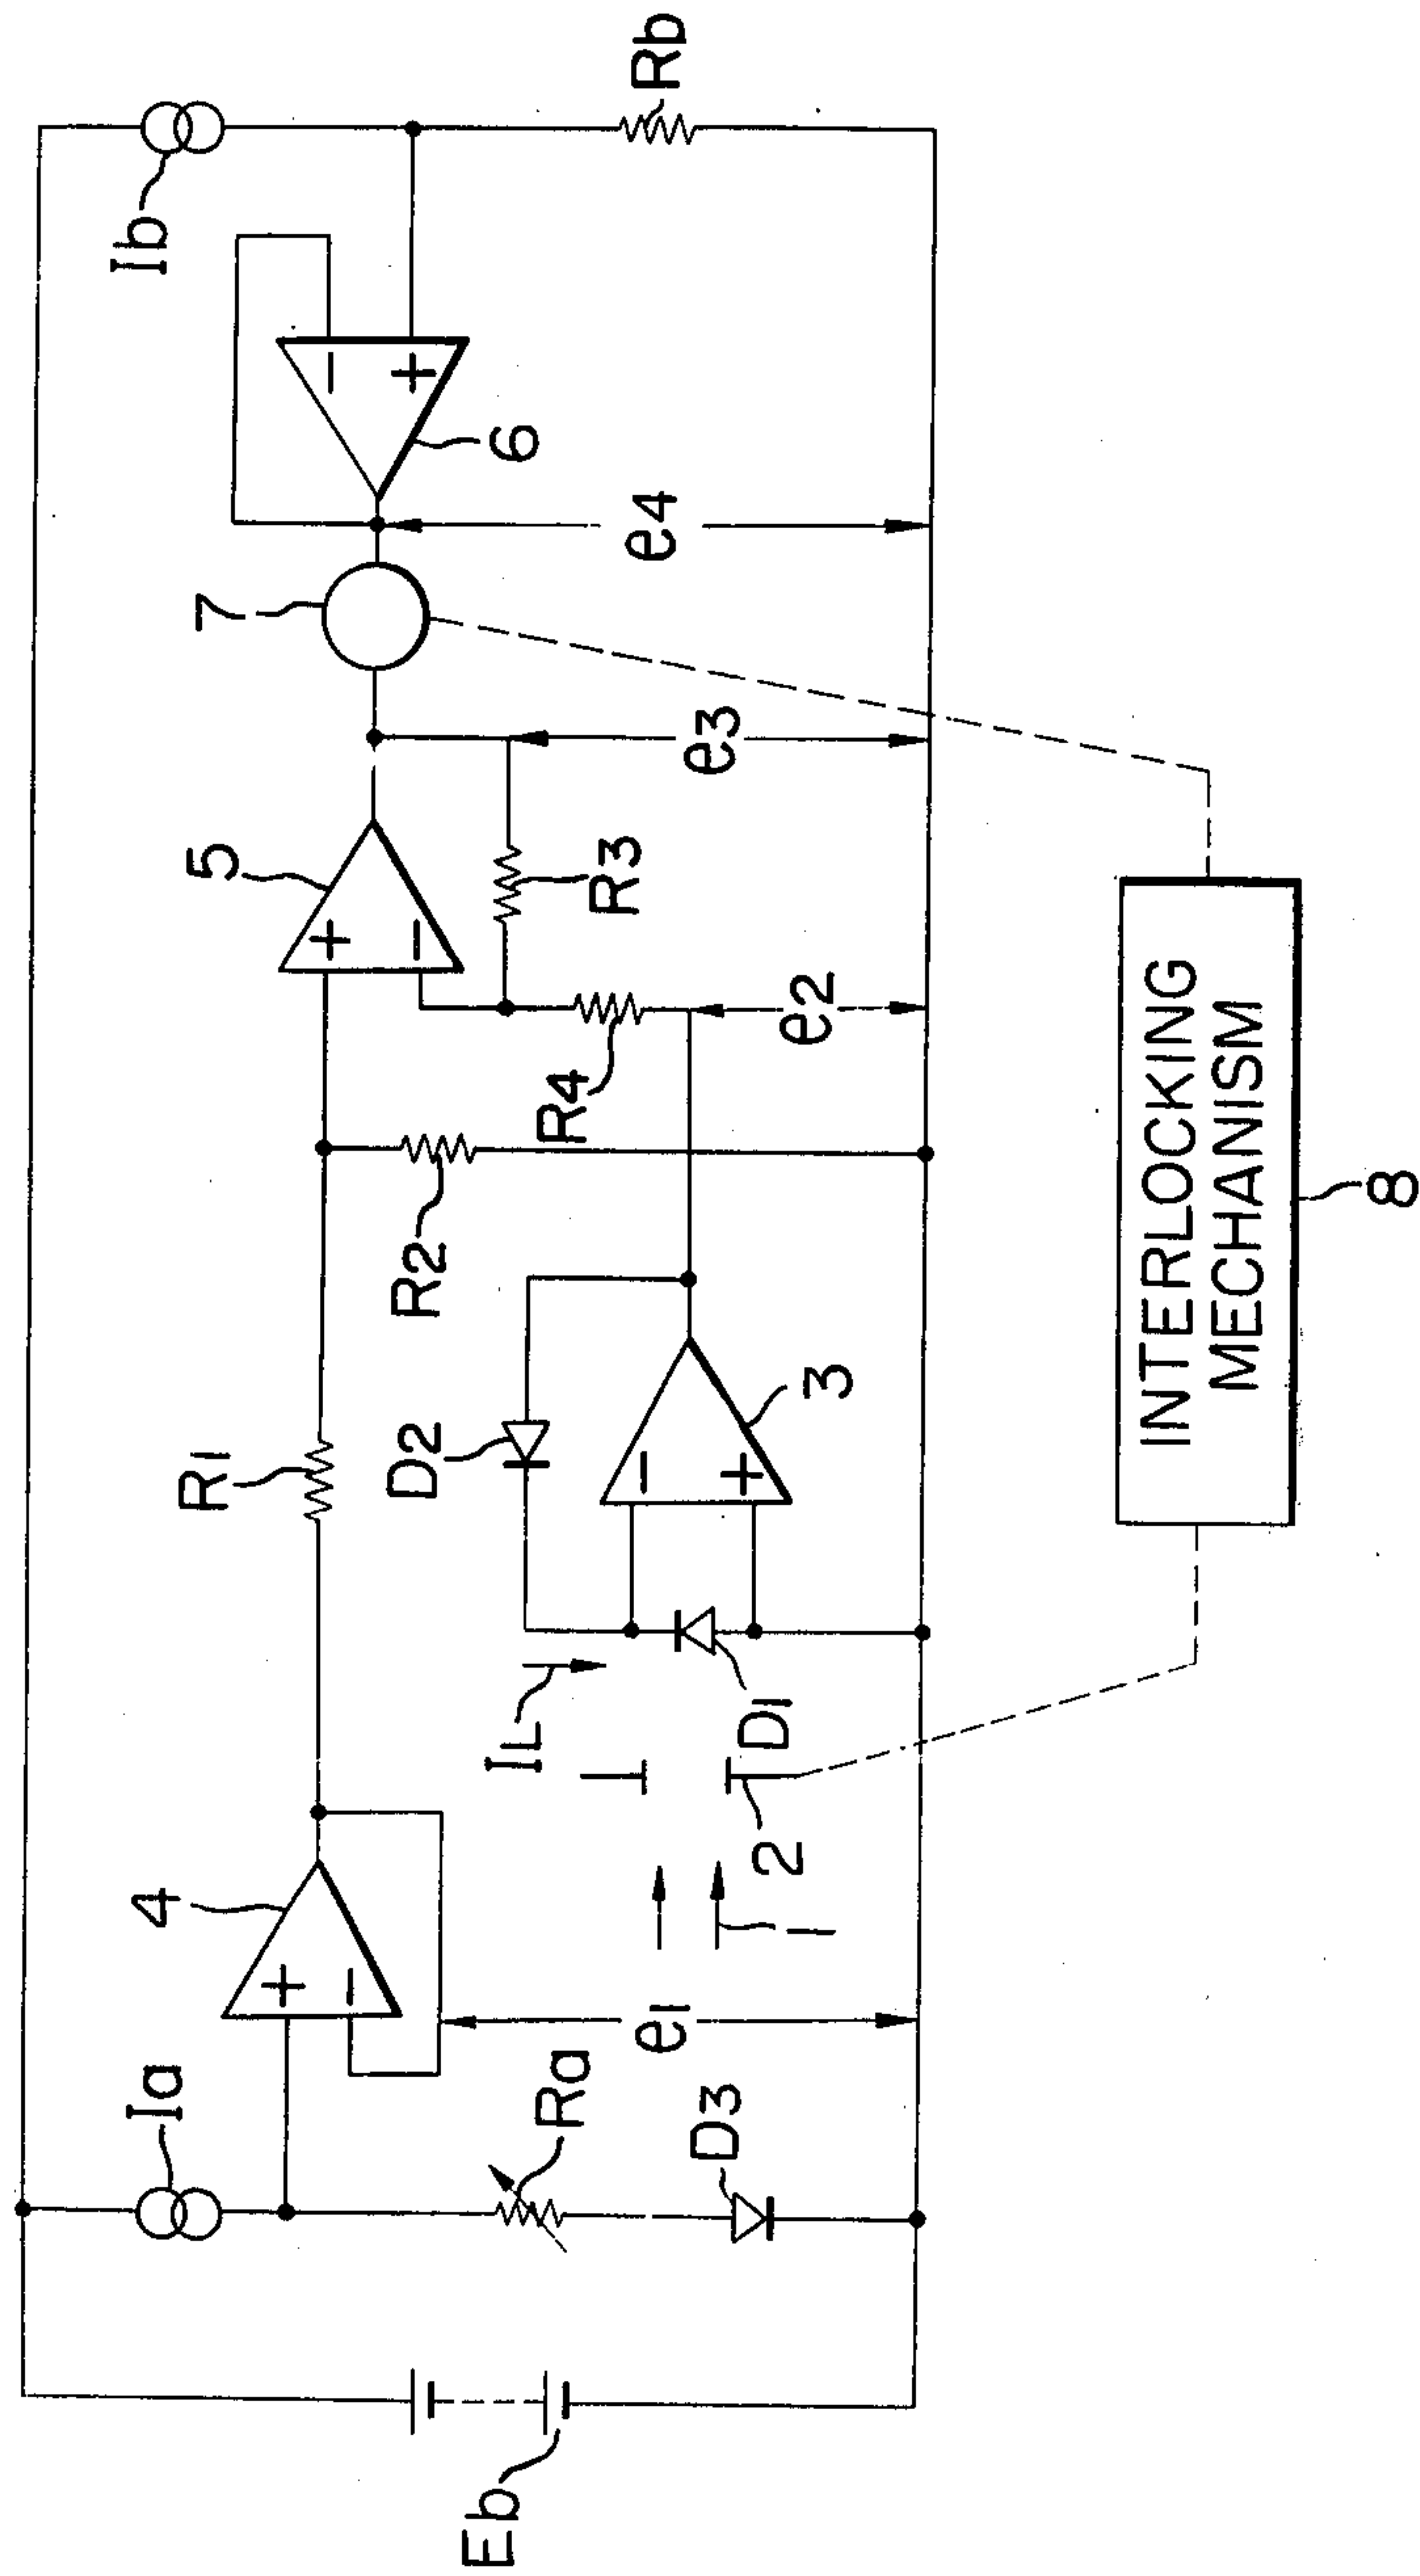 Eb
Ia
Ra
D3
4
e1
1
2
IL
D1
R1
D2
3
R2
R4
e2
5
R3
e3
7
e4
6
Ib
Rb
+
−
−
+
+
−
−
+
INTERLOCKING
MECHANISM
8